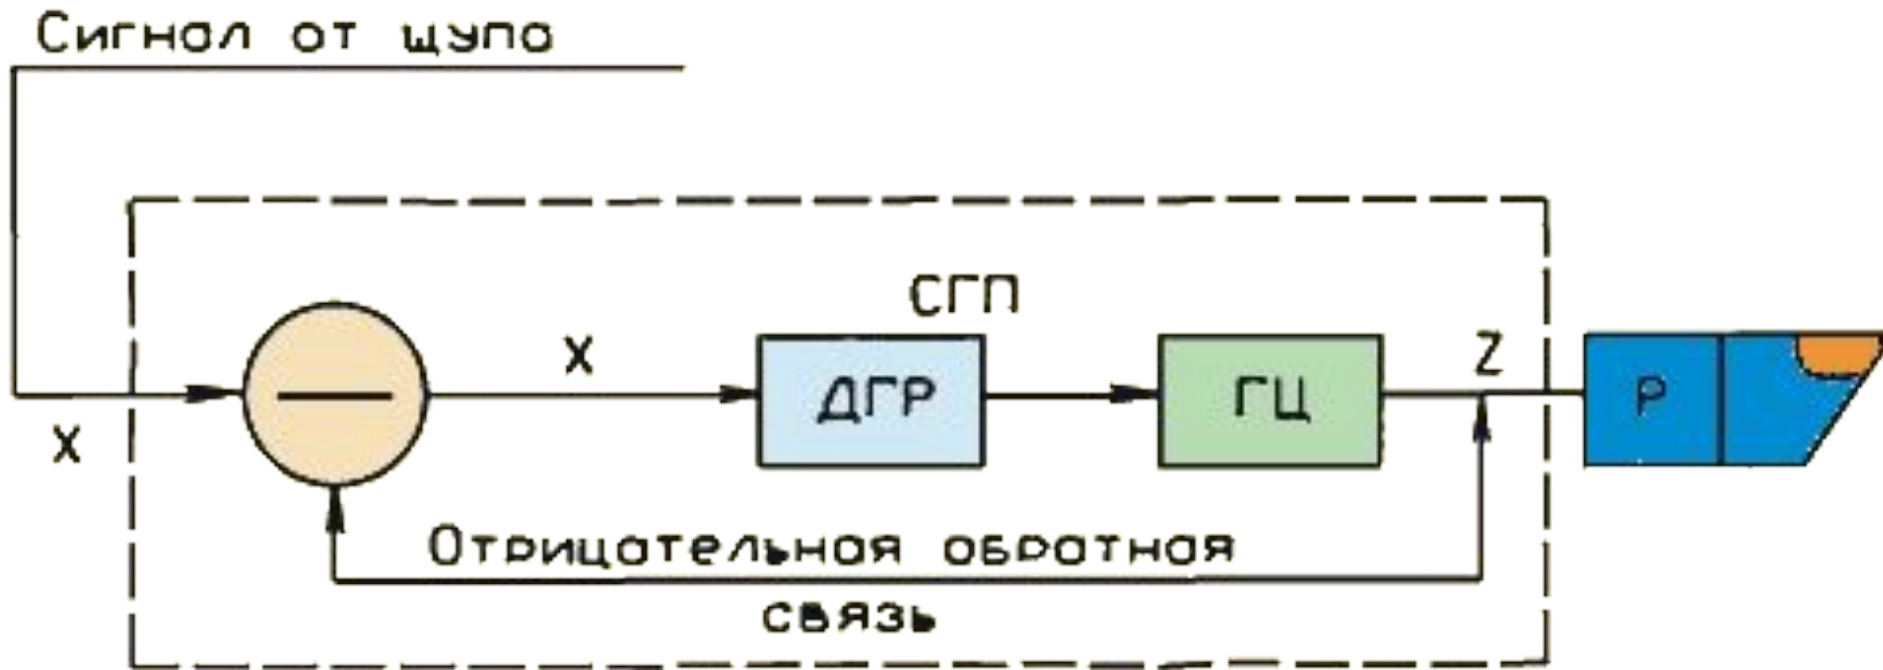 Сигнал от щупа
СГП
X
Z
ДГР
ГЦ
Р
X
Отрицательная обратная
связь